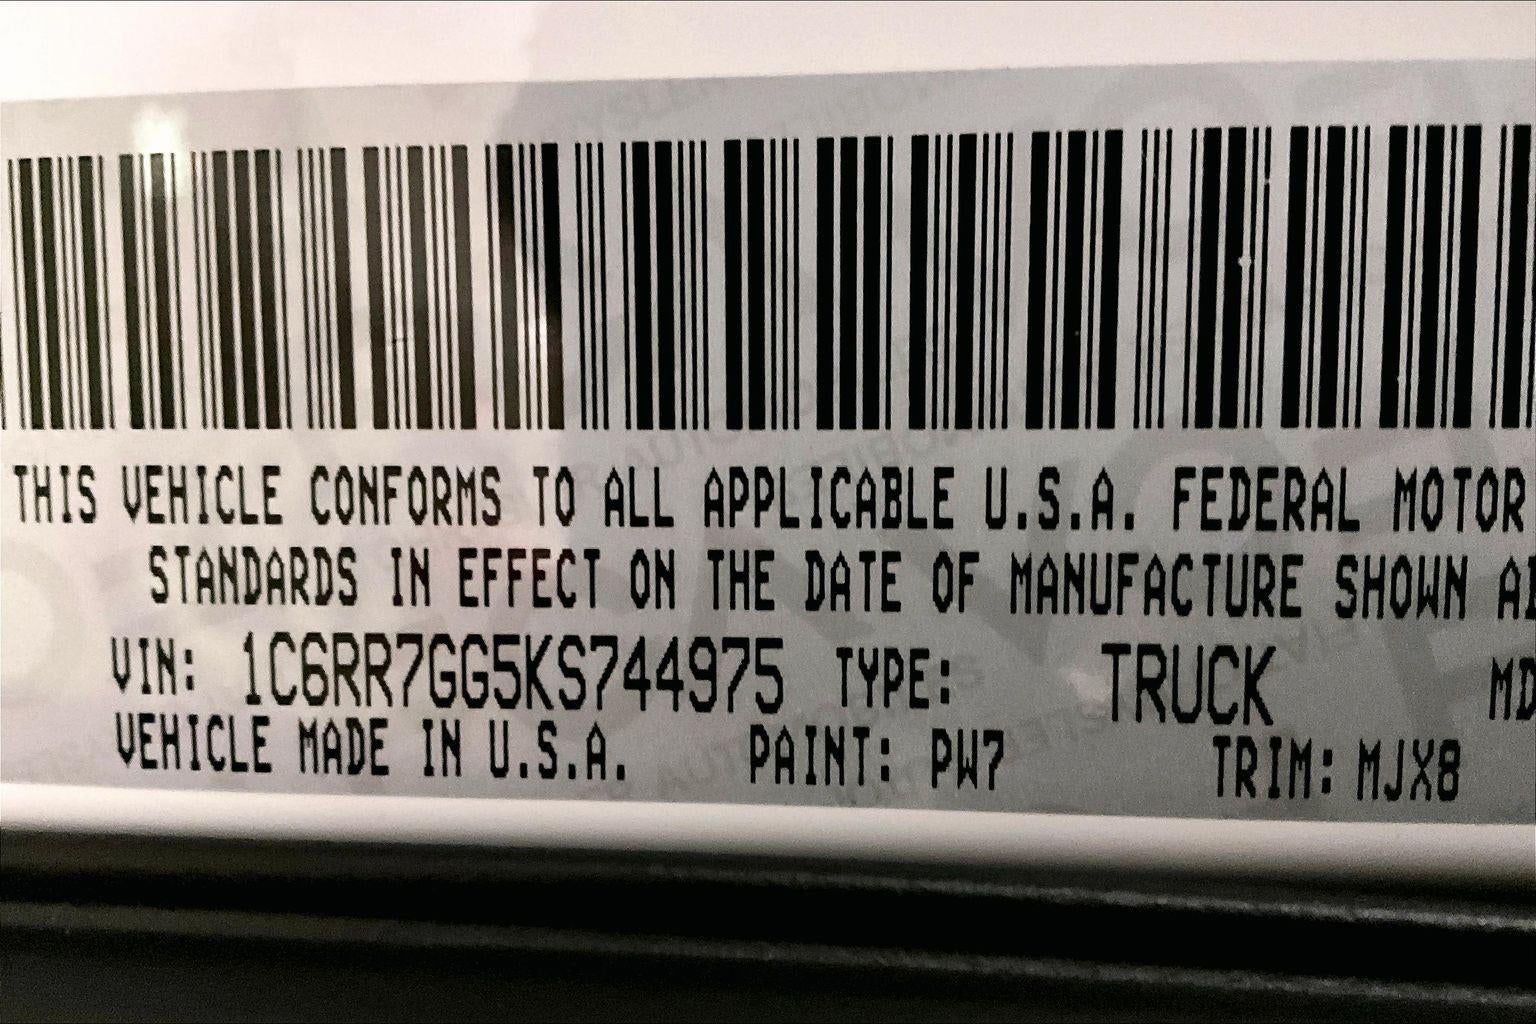 THIS VEHICLE CONFORMS TO ALL APPLICABLE U.S.A. FEDERAL MOTOR
STANDARDS IN EFFECT ON THE DATE OF MANUFACTURE SHOWN
VIN: 1C6RR7GG5KS744975 TYPE: TRUCK MD
VEHICLE MADE IN U.S.A. PAINT: PW7 TRIM: MJX8